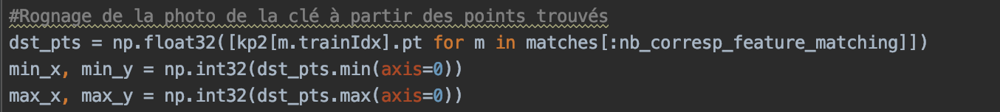 #Rognage de la photo de la clé à partir des points trouvés
dst_pts = np.float32([kp2[m.trainIdx].pt for m in matches[:nb_corresp_feature_matching]])
min_x, min_y = np.int32(dst_pts.min(axis=0))
max_x, max_y = np.int32(dst_pts.max(axis=0))